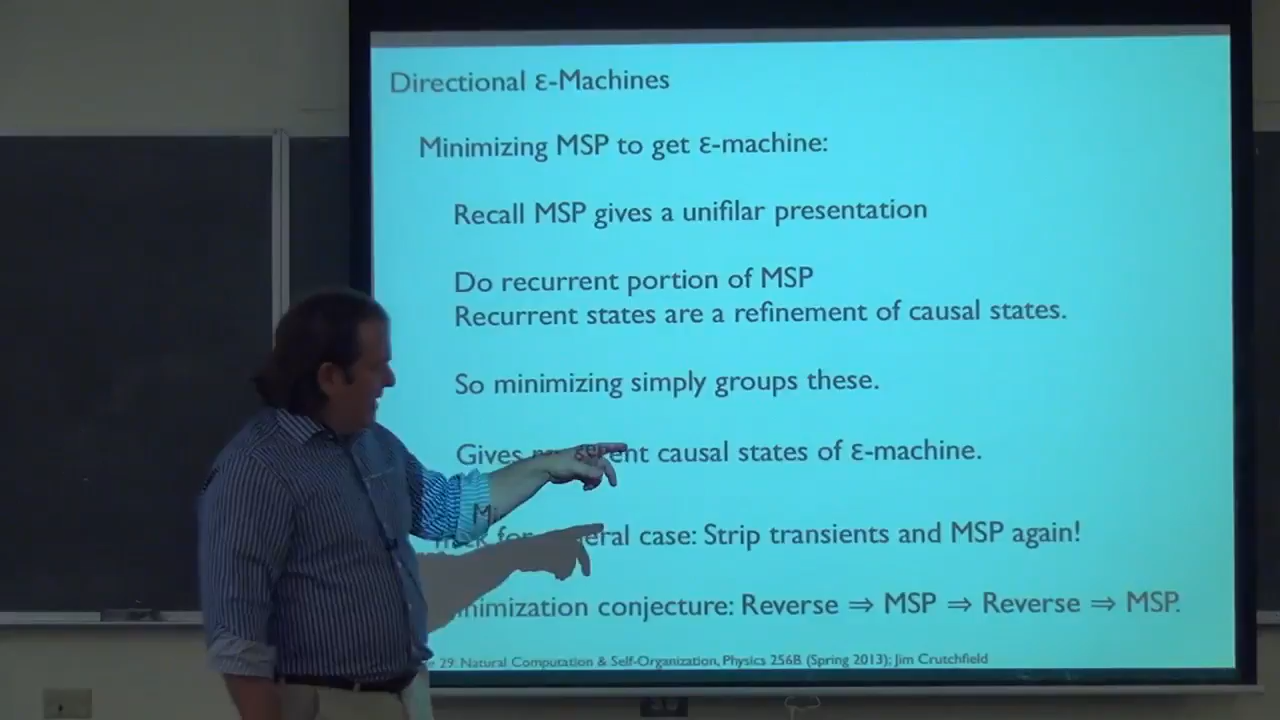 Directional ε-Machines
Minimizing MSP to get ε-machine:
Recall MSP gives a unifilar presentation
Do recurrent portion of MSP
Recurrent states are a refinement of causal states.
So minimizing simply groups these.
Gives causal states of ε-machine.
case: Strip transients and MSP again!
conjecture: Reverse ⇒ MSP ⇒ Reverse ⇒ MSP.
29: Natural Computation & Self-Organization, Physics 256B (Spring 2013); Jim Crutchfield